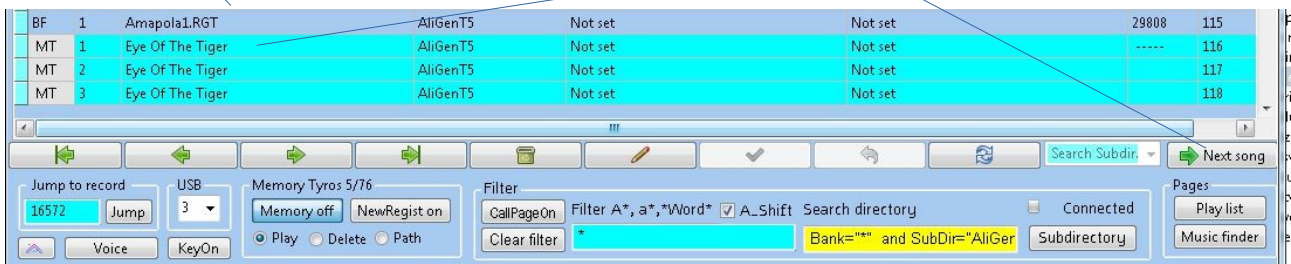 BF 1 Amapola1.RGT AliGenT5 Not set Not set 29808 115
MT 1 Eye Of The Tiger AliGenT5 Not set Not set ----- 116
MT 2 Eye Of The Tiger AliGenT5 Not set Not set 117
MT 3 Eye Of The Tiger AliGenT5 Not set Not set 118
Search Subdir. Next song
Jump to record USB Memory Tyros 5/76 Filter Pages
16572 Jump 3 Memory off NewRegist on CallPageOn Filter A*, a*,*Word* A_Shift Search directory Connected Play list
Voice KeyOn Play Delete Path Clear filter * Bank="*" and SubDir="AliGer Subdirectory Music finder